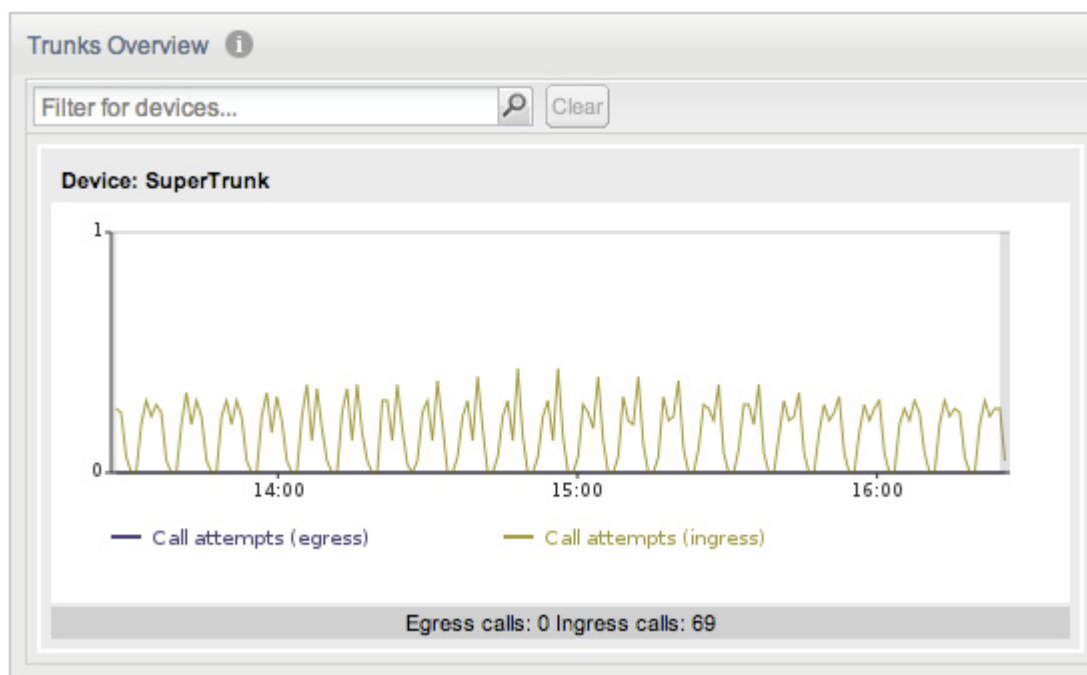 Trunks Overview i
Filter for devices... Clear
Device: SuperTrunk
1
0
14:00 15:00 16:00
Call attempts (egress) Call attempts (ingress)
Egress calls: 0 Ingress calls: 69